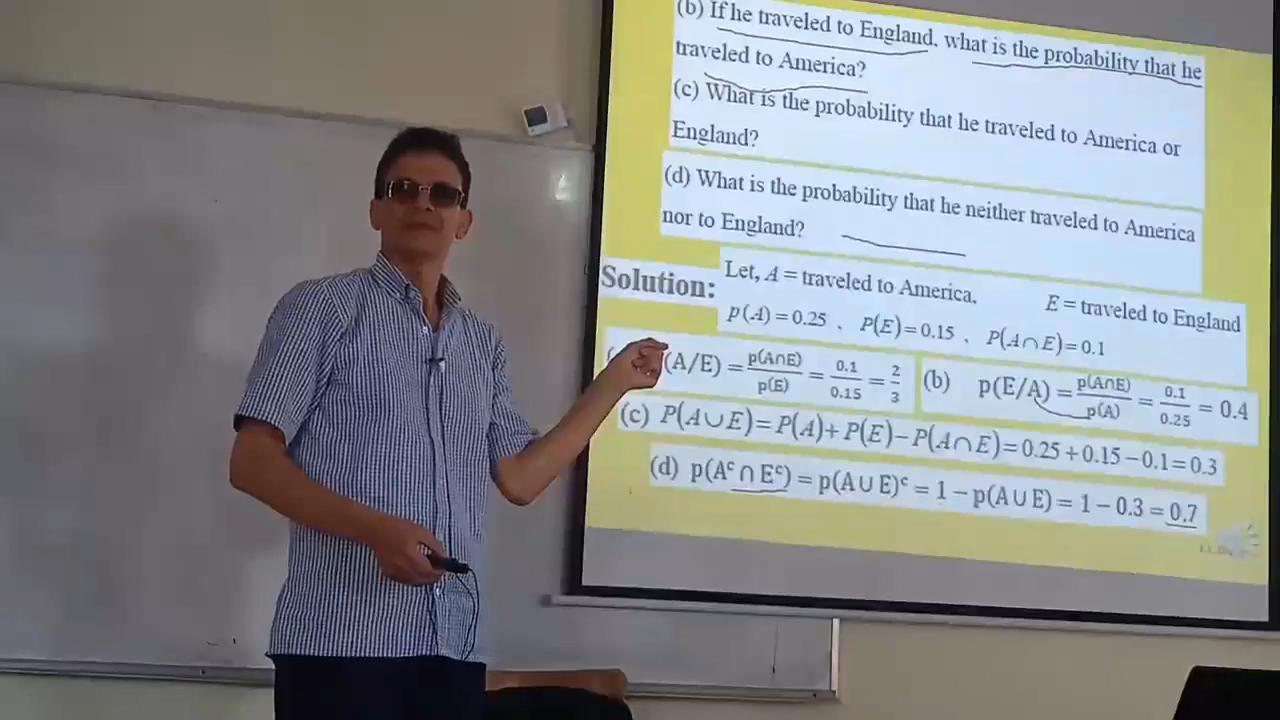 (b) If he traveled to England, what is the probability that he
traveled to America?
(c) What is the probability that he traveled to America or
England?
(d) What is the probability that he neither traveled to America
nor to England?
Solution: Let, A = traveled to America, E = traveled to England
p(A) = 0.25 , P(E) = 0.15 , P(A∩E) = 0.1
(A/E) = p(A∩E)/p(E) = 0.1/0.15 = 2/3 (b) p(E/A) = p(A∩E)/p(A) = 0.1/0.25 = 0.4
(c) P(A∪E) = P(A) + P(E) − P(A∩E) = 0.25 + 0.15 − 0.1 = 0.3
(d) p(Aᶜ ∩ Eᶜ) = p(A ∪ E)ᶜ = 1 − p(A ∪ E) = 1 − 0.3 = 0.7